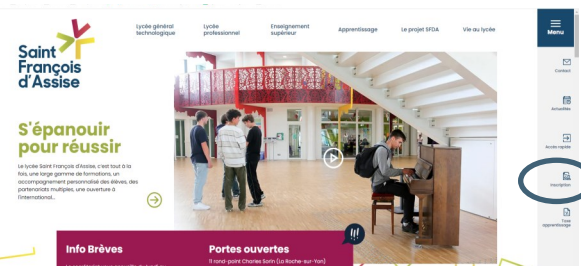 Saint
François
d'Assise
Lycée général
technologique
Lycée
professionnel
Enseignement
supérieur
Apprentissage
Le projet SFDA
Vie au lycée
Menu
Contact
Actualités
Accès rapide
Inscription
Taxe
apprentissage
S'épanouir
pour réussir
Le lycée Saint François d'Assise, c'est tout à la
fois, une large gamme de formations, un
accompagnement personnalisé des élèves, des
partenariats multiples, une ouverture à
l'international...
Info Brèves
Portes ouvertes
11 rond-point Charles Sorin (La Roche-sur-Yon)